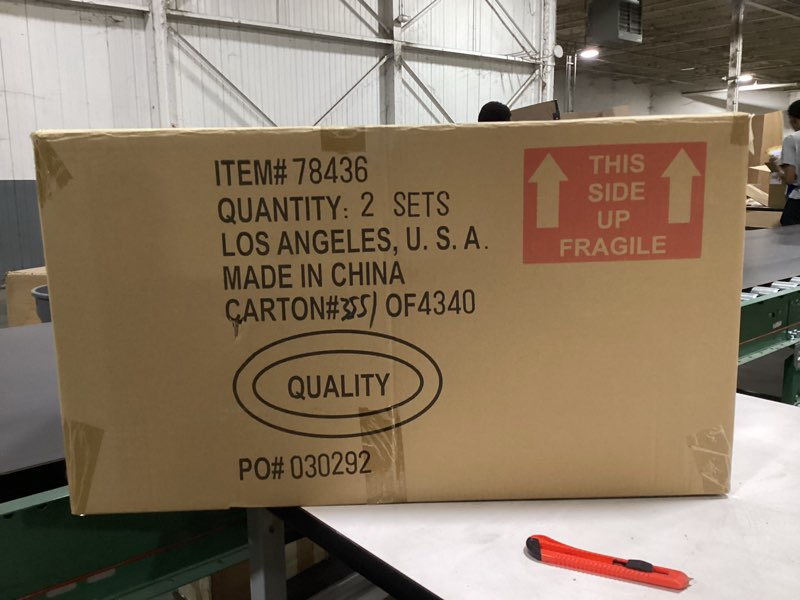 ITEM# 78436
QUANTITY: 2 SETS
LOS ANGELES, U. S. A.
MADE IN CHINA
CARTON#3551 OF4340
QUALITY
PO# 030292
THIS
SIDE
UP
FRAGILE